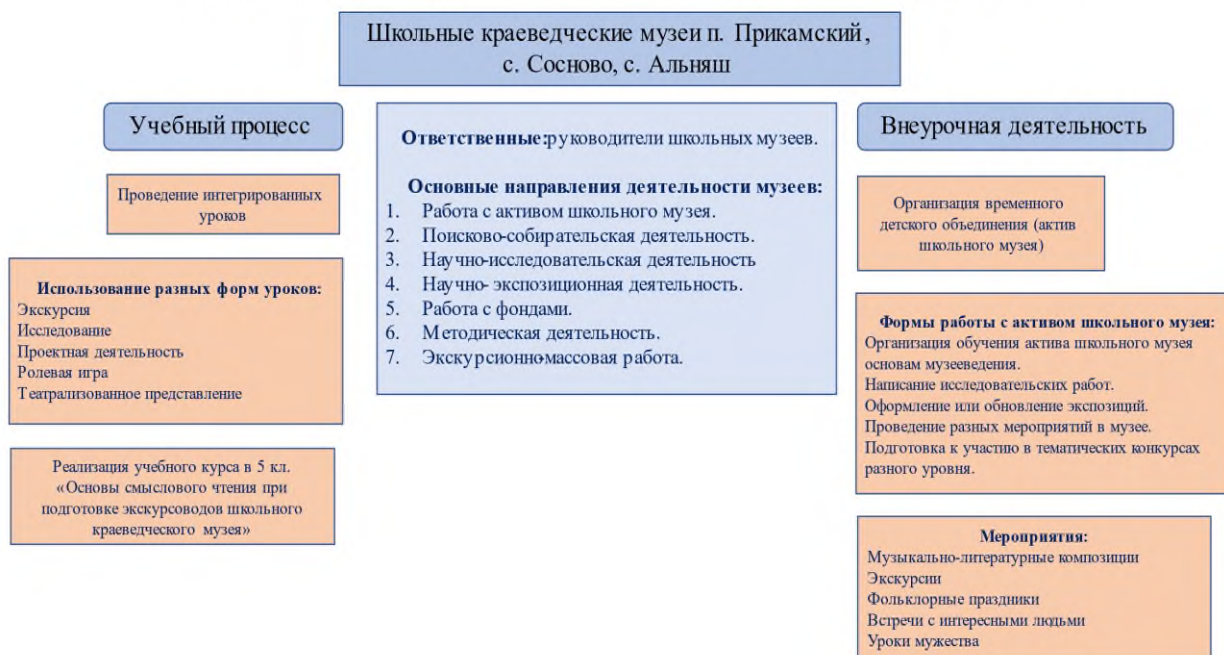 Школьные краеведческие музеи п. Прикамский,
с. Сосново, с. Альняш
Учебный процесс
Проведение интегрированных
уроков
Использование разных форм уроков:
Экскурсия
Исследование
Проектная деятельность
Ролевая игра
Театрализованное представление
Реализация учебного курса в 5 кл.
«Основы смыслового чтения при
подготовке экскурсоводов школьного
краеведческого музея»
Ответственные:руководители школьных музеев.
Основные направления деятельности музеев:
1. Работа с активом школьного музея.
2. Поисково-собирательская деятельность.
3. Научно-исследовательская деятельность
4. Научно- экспозиционная деятельность.
5. Работа с фондами.
6. Методическая деятельность.
7. Экскурсионно-массовая работа.
Внеурочная деятельность
Организация временного
детского объединения (актив
школьного музея)
Формы работы с активом школьного музея:
Организация обучения актива школьного музея
основам музееведения.
Написание исследовательских работ.
Оформление или обновление экспозиций.
Проведение разных мероприятий в музее.
Подготовка к участию в тематических конкурсах
разного уровня.
Мероприятия:
Музыкально-литературные композиции
Экскурсии
Фольклорные праздники
Встречи с интересными людьми
Уроки мужества